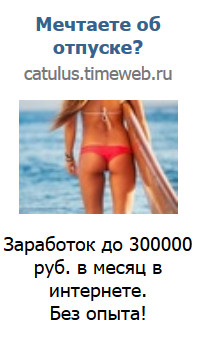 Мечтаете об
отпуске?
catulus.timeweb.ru
Заработок до 300000
руб. в месяц в
интернете.
Без опыта!